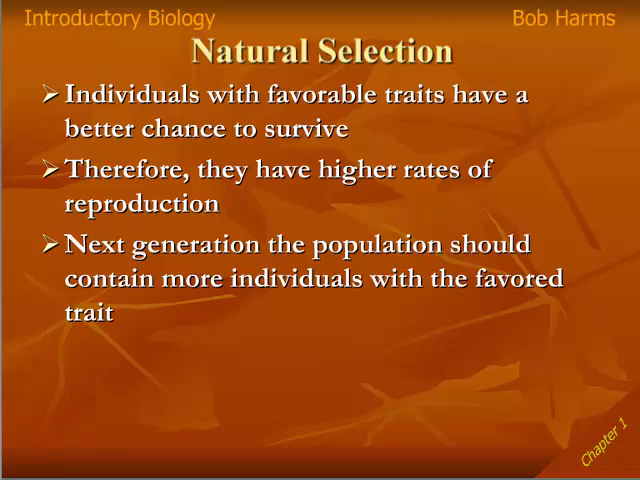 Introductory Biology
Bob Harms
Natural Selection
Individuals with favorable traits have a
better chance to survive
Therefore, they have higher rates of
reproduction
Next generation the population should
contain more individuals with the favored
trait
Chapter 1